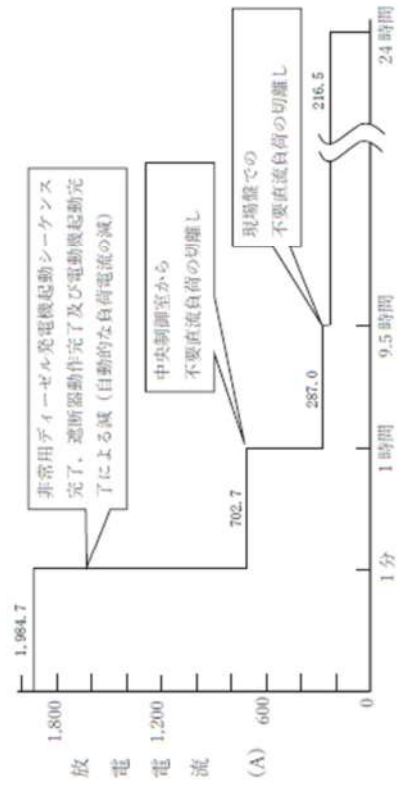 1,984.7
非常用ディーゼル発電機起動シーケンス
完了，遮断器動作完了及び電動機起動完
了による減（自動的な負荷電流の減）
1,800
702.7
中央制御室から
不要直流負荷の切離し
放電電流
(A)
1,200
287.0
現場盤での
不要直流負荷の切離し
216.5
600
0
1分
1時間
9.5時間
24時間